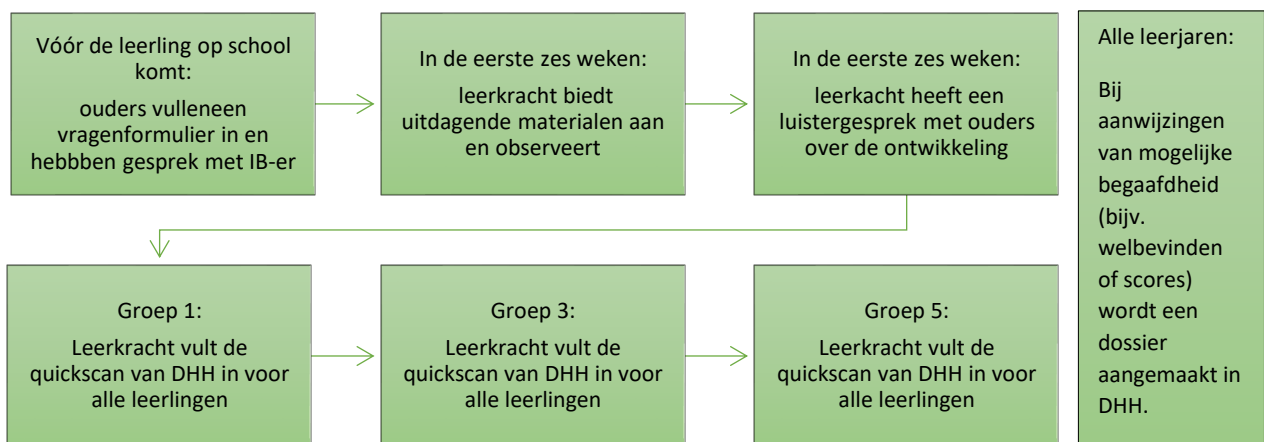 Vóór de leerling op school
komt:
ouders vulleneen
vragenformulier in en
hebbben gesprek met IB-er
In de eerste zes weken:
leerkracht biedt
uitdagende materialen aan
en observeert
In de eerste zes weken:
leerkacht heeft een
luistergesprek met ouders
over de ontwikkeling
Groep 1:
Leerkracht vult de
quickscan van DHH in voor
alle leerlingen
Groep 3:
Leerkracht vult de
quickscan van DHH in voor
alle leerlingen
Groep 5:
Leerkracht vult de
quickscan van DHH in voor
alle leerlingen
Alle leerjaren:
Bij
aanwijzingen
van mogelijke
begaafdheid
(bijv.
welbevinden
of scores)
wordt een
dossier
aangemaakt in
DHH.